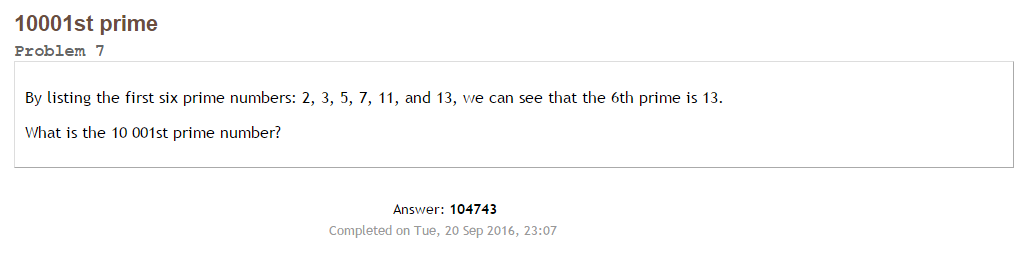 10001st prime
Problem 7
By listing the first six prime numbers: 2, 3, 5, 7, 11, and 13, we can see that the 6th prime is 13.
What is the 10 001st prime number?
Answer: 104743
Completed on Tue, 20 Sep 2016, 23:07